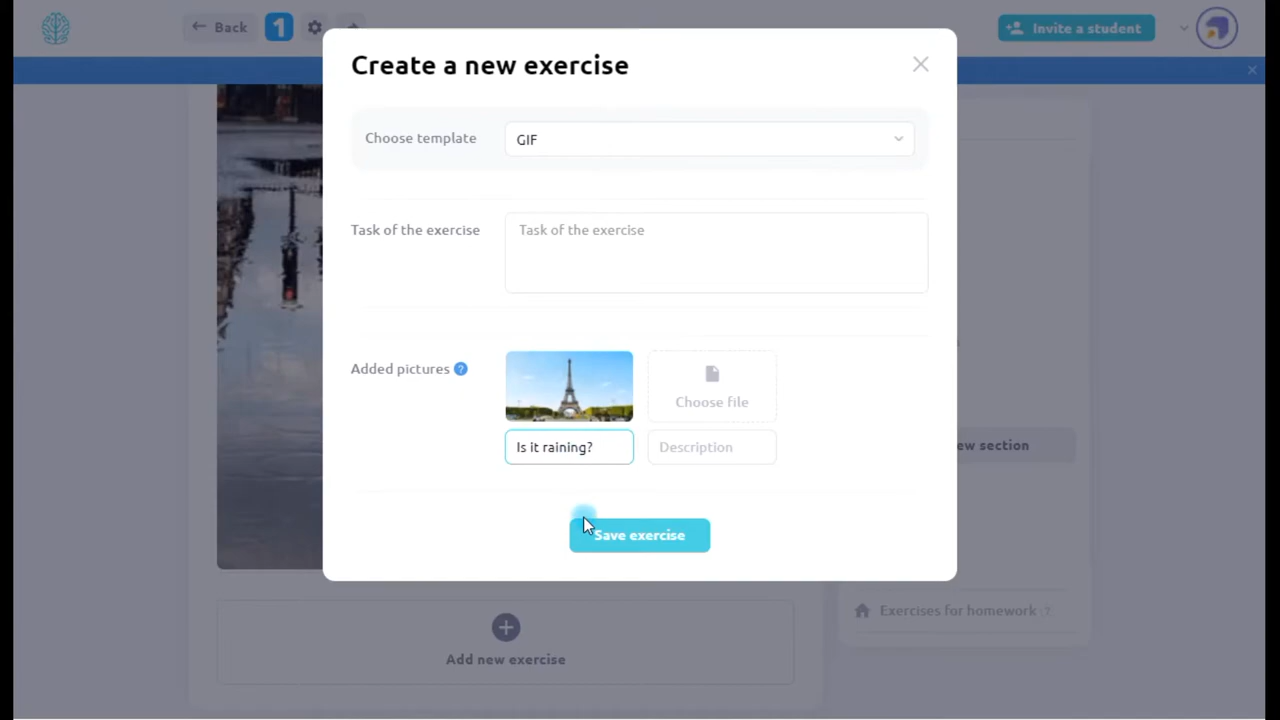 Back
1
Invite a student
Create a new exercise
Choose template
GIF
Task of the exercise
Task of the exercise
Added pictures ?
Choose file
Is it raining?
Description
ew section
Save exercise
Exercises for homework ?
Add new exercise